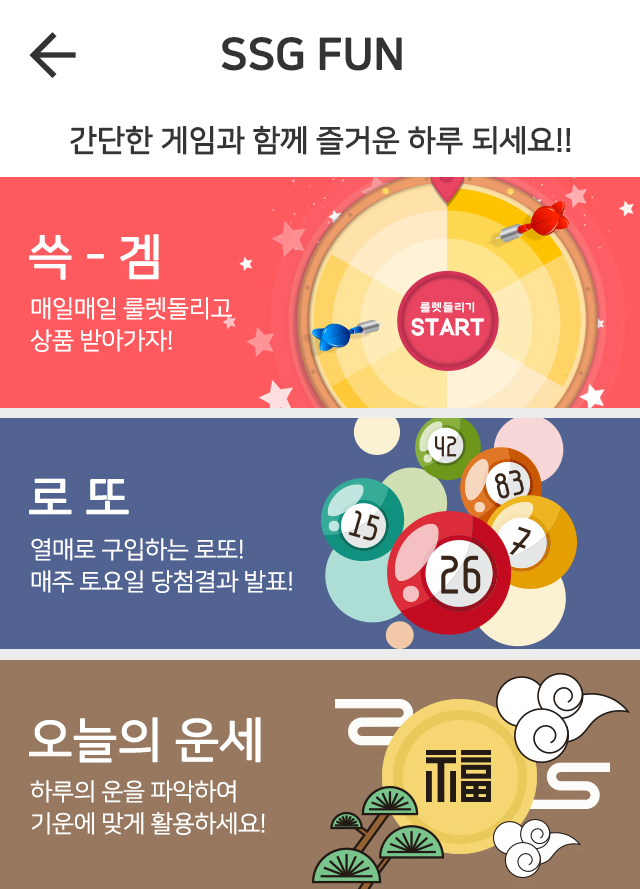 SSG FUN
간단한 게임과 함께 즐거운 하루 되세요!!
쓱 - 겜
매일매일 룰렛돌리고
상품 받아가자!
룰렛돌리기
START
로 또
열매로 구입하는 로또!
매주 토요일 당첨결과 발표!
42
83
15
7
26
오늘의 운세
하루의 운을 파악하여
기운에 맞게 활용하세요!
福